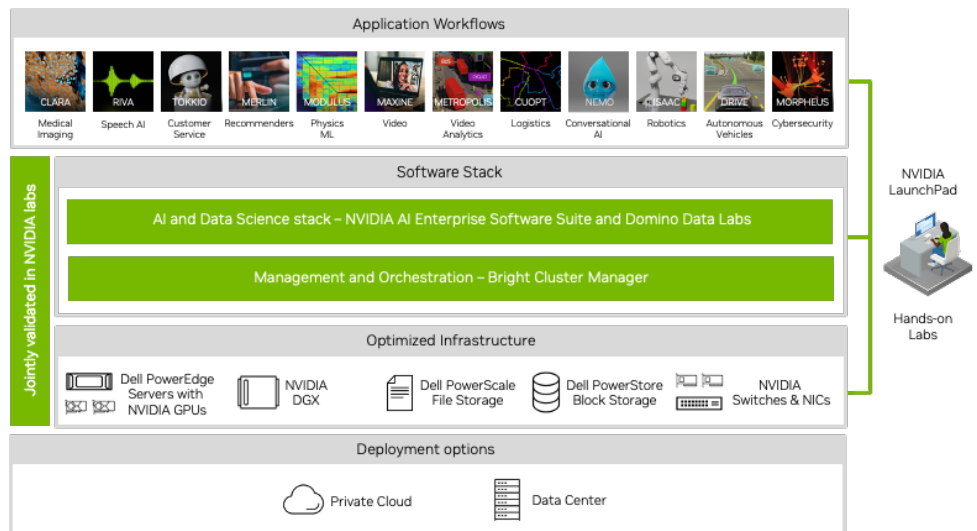 Application Workflows
CLARA
RIVA
TOKKIO
MERLIN
MODULUS
MAXINE
METROPOLIS
CUOPT
NEMO
ISAAC
DRIVE
MORPHEUS
Medical
Imaging
Speech AI
Customer
Service
Recommenders
Physics
ML
Video
Video
Analytics
Logistics
Conversational
AI
Robotics
Autonomous
Vehicles
Cybersecurity
Jointly validated in NVIDIA labs
Software Stack
AI and Data Science stack – NVIDIA AI Enterprise Software Suite and Domino Data Labs
Management and Orchestration – Bright Cluster Manager
NVIDIA
LaunchPad
Hands-on
Labs
Optimized Infrastructure
Dell PowerEdge
Servers with
NVIDIA GPUs
NVIDIA
DGX
Dell PowerScale
File Storage
Dell PowerStore
Block Storage
NVIDIA
Switches & NICs
Deployment options
Private Cloud
Data Center